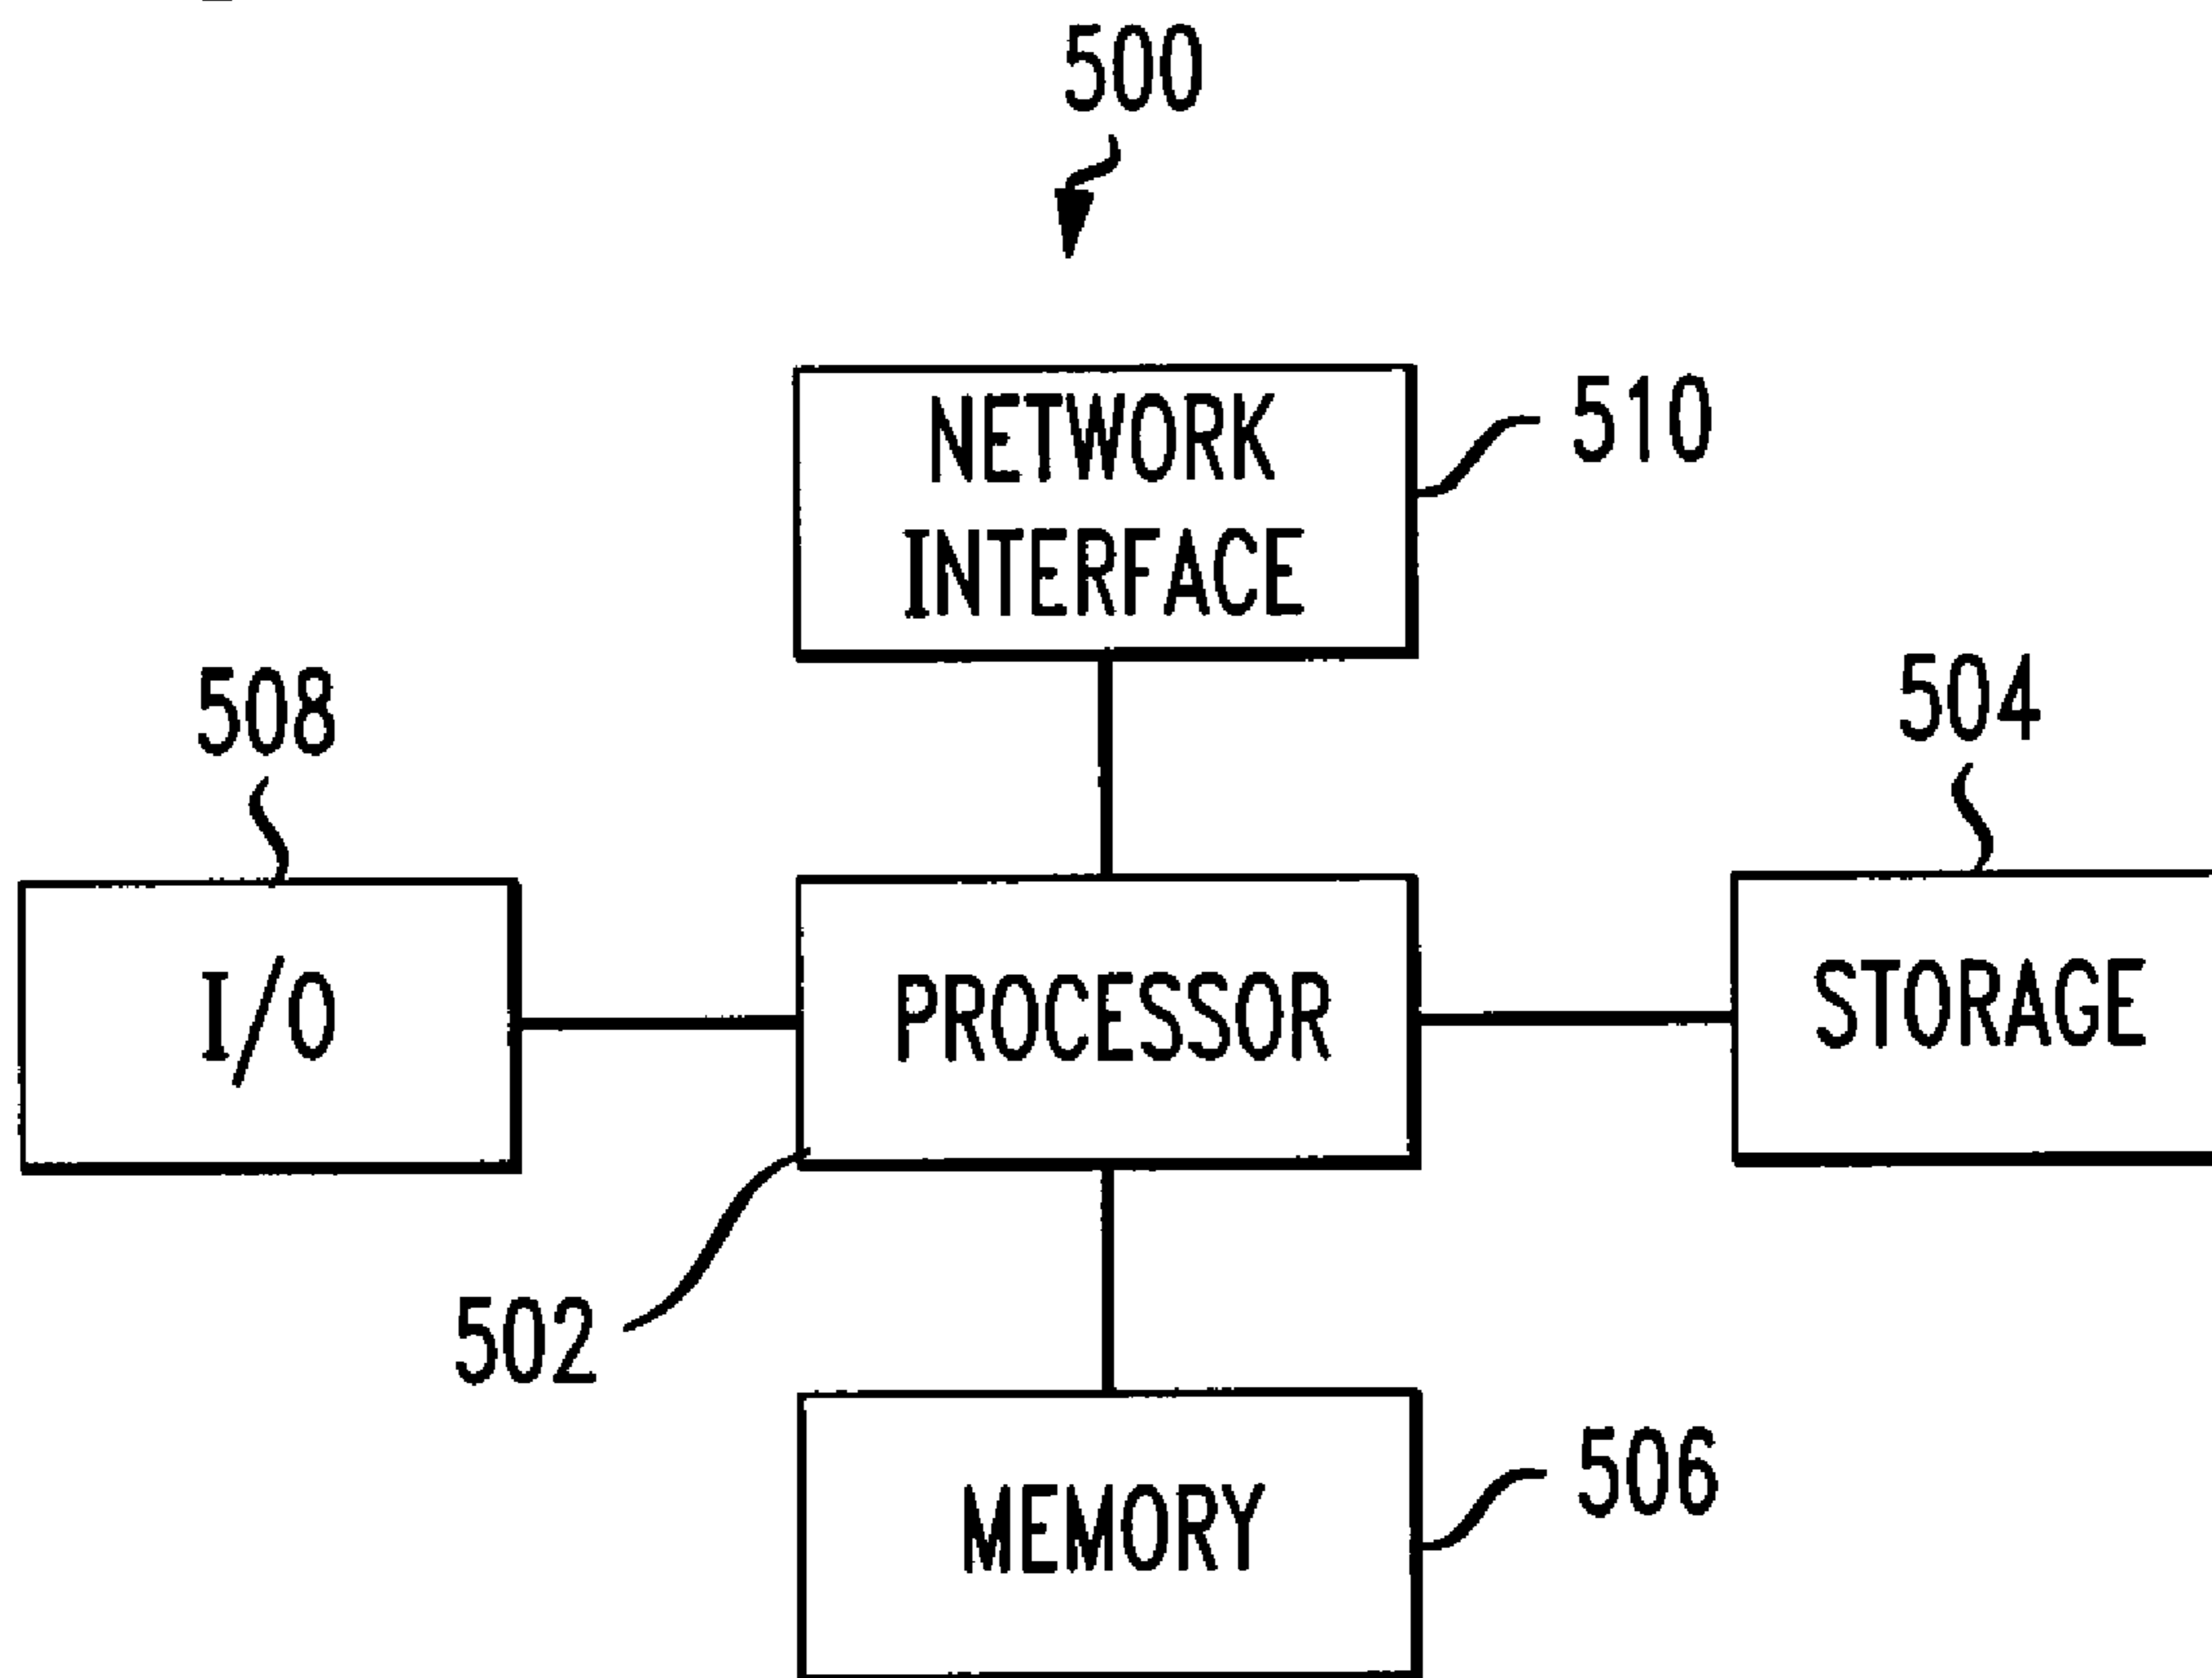 500
NETWORK
INTERFACE
510
508
504
I/O
PROCESSOR
STORAGE
502
MEMORY
506